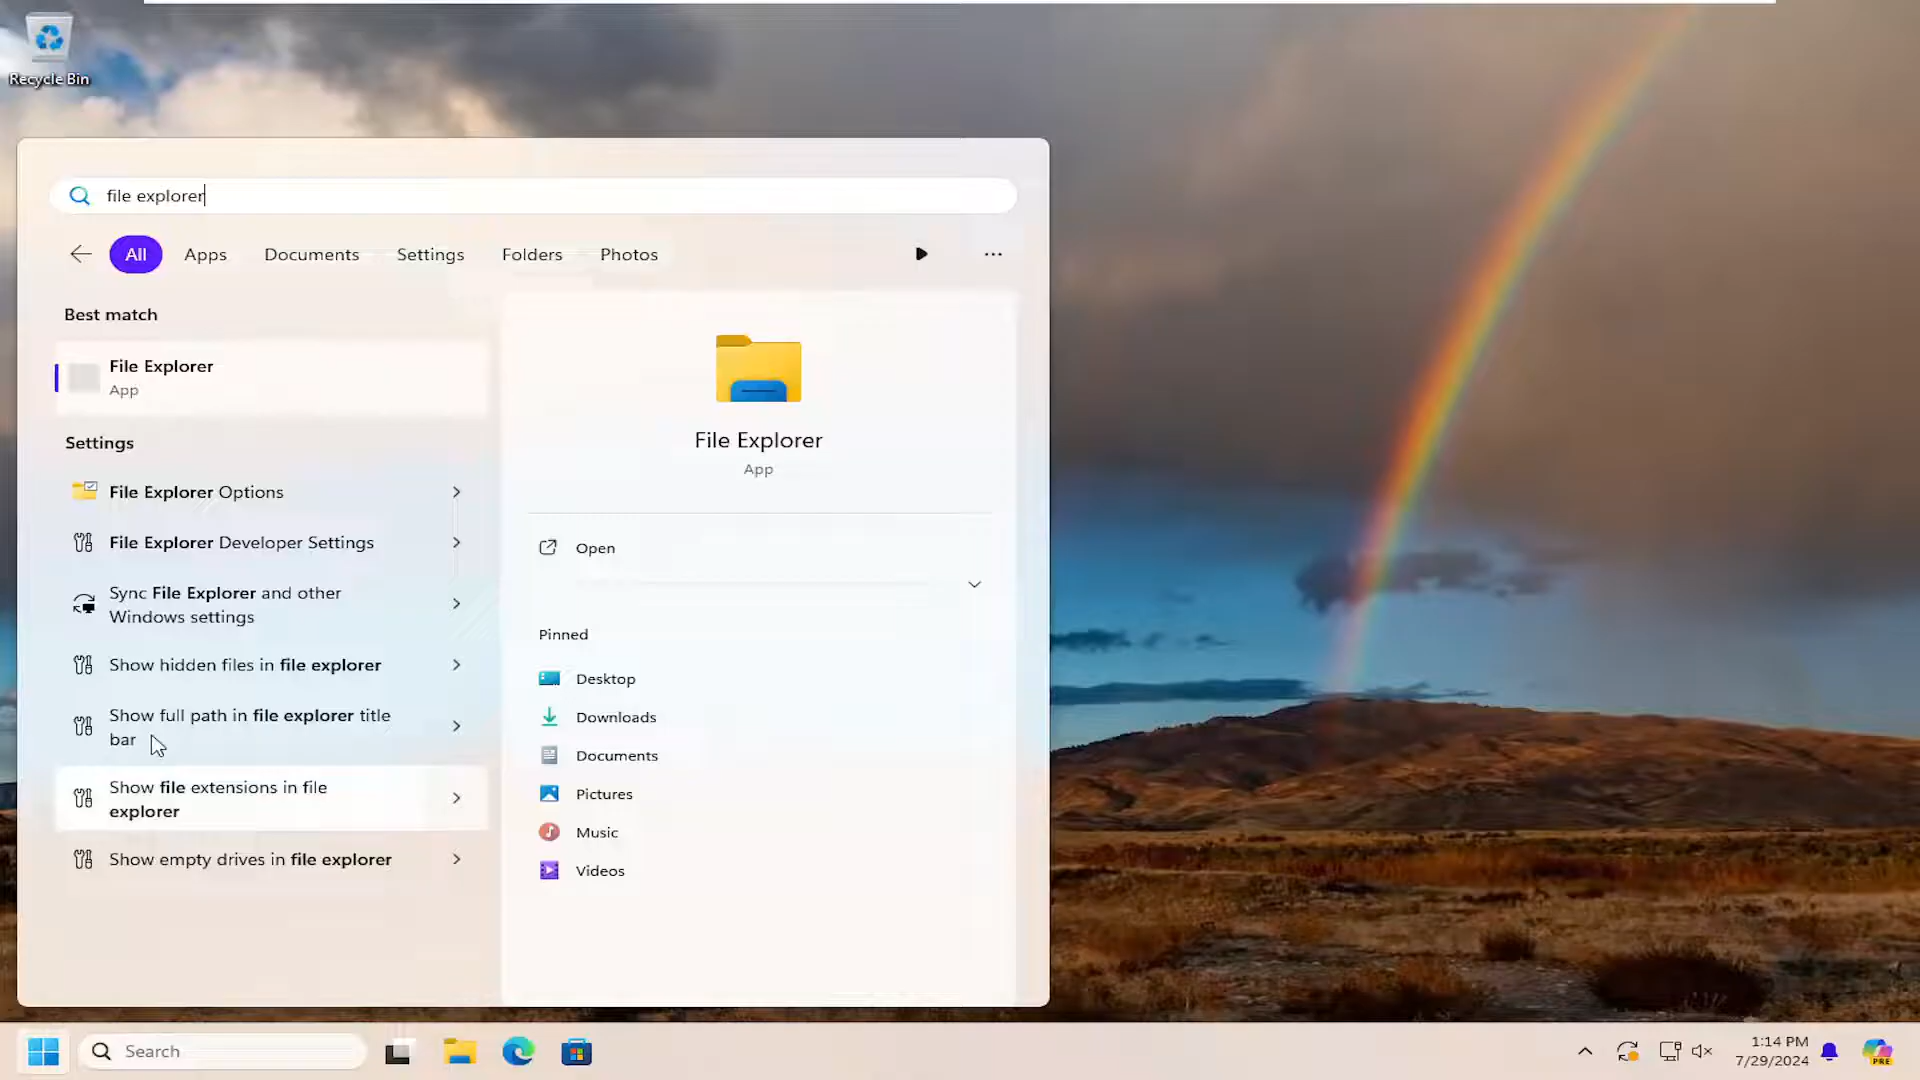 Recycle Bin
file explorer
All Apps Documents Settings Folders Photos
Best match
File Explorer
App
Settings
File Explorer Options
File Explorer Developer Settings
Sync File Explorer and other
Windows settings
Show hidden files in file explorer
Show full path in file explorer title
bar
Show file extensions in file
explorer
Show empty drives in file explorer
File Explorer
App
Open
Pinned
Desktop
Downloads
Documents
Pictures
Music
Videos
Search
1:14 PM
7/29/2024
PRE